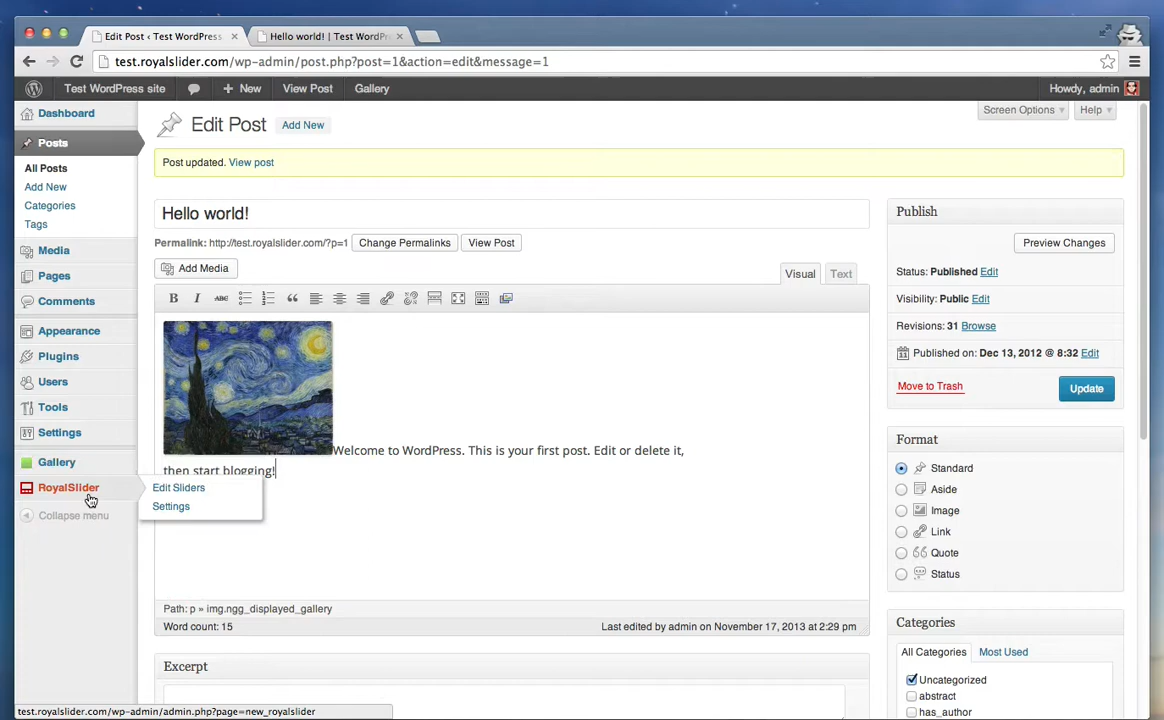 Edit Post ‹ Test WordPress
Hello world! | Test WordPr
test.royalslider.com/wp-admin/post.php?post=1&action=edit&message=1
Test WordPress site
+ New
View Post
Gallery
Howdy, admin
Dashboard
Posts
All Posts
Add New
Categories
Tags
Media
Pages
Comments
Appearance
Plugins
Users
Tools
Settings
Gallery
RoyalSlider
Collapse menu
Edit Sliders
Settings
Screen Options
Help
Edit Post
Add New
Post updated. View post
Hello world!
Permalink: http://test.royalslider.com/?p=1
Change Permalinks
View Post
Add Media
Visual
Text
B I ABC
Welcome to WordPress. This is your first post. Edit or delete it,
then start blogging!
Path: p » img.ngg_displayed_gallery
Word count: 15
Last edited by admin on November 17, 2013 at 2:29 pm
Excerpt
Publish
Preview Changes
Status: Published Edit
Visibility: Public Edit
Revisions: 31 Browse
Published on: Dec 13, 2012 @ 8:32 Edit
Move to Trash
Update
Format
Standard
Aside
Image
Link
Quote
Status
Categories
All Categories
Most Used
Uncategorized
abstract
has_author
test.royalslider.com/wp-admin/admin.php?page=new_royalslider